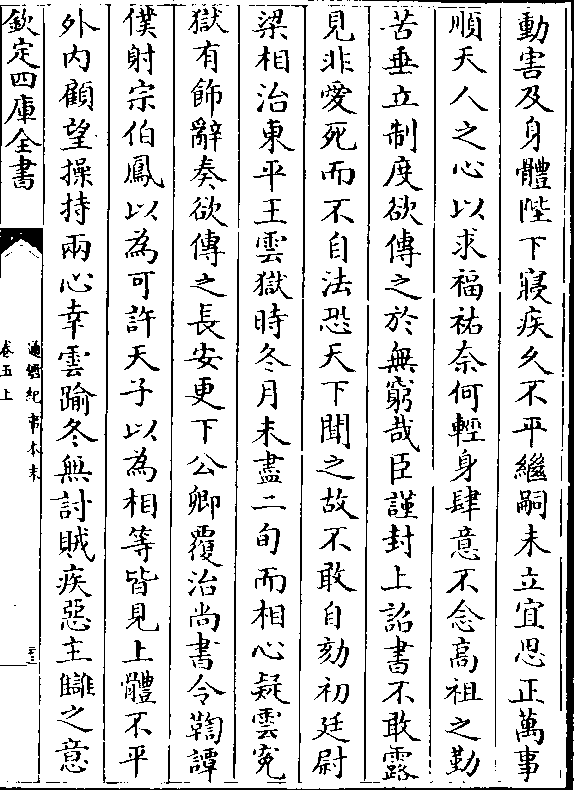 動害及身體陛下寢疾久不平繼嗣未立宜思正萬事
順天人之心以求福祐奈何輕身肆意不念髙祖之勤
苦垂立制度欲傳之於無窮哉臣謹封上詔書不敢露
見非愛死而不自法恐天下聞之故不敢自劾初廷尉
梁相治東平王雲獄時冬月未盡二旬而相心疑雲寃
獄有飾辭奏欲傳之長安更下公卿覆治尚書令鞫譚
僕射宗伯鳳以為可許天子以為相等皆見上體不平
外内顧望操持兩心幸雲踰冬無討賊疾惡主讎之意
欽定四庫全書
通鑑紀事本末
卷五上